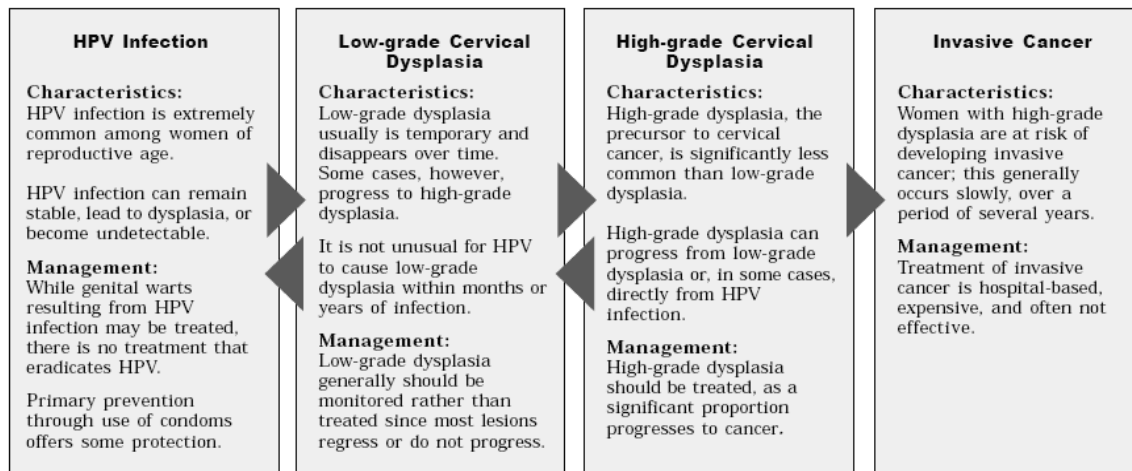 HPV Infection
Characteristics:
HPV infection is extremely
common among women of
reproductive age.
HPV infection can remain
stable, lead to dysplasia, or
become undetectable.
Management:
While genital warts
resulting from HPV
infection may be treated,
there is no treatment that
eradicates HPV.
Primary prevention
through use of condoms
offers some protection.
Low-grade Cervical
Dysplasia
Characteristics:
Low-grade dysplasia
usually is temporary and
disappears over time.
Some cases, however,
progress to high-grade
dysplasia.
It is not unusual for HPV
to cause low-grade
dysplasia within months or
years of infection.
Management:
Low-grade dysplasia
generally should be
monitored rather than
treated since most lesions
regress or do not progress.
High-grade Cervical
Dysplasia
Characteristics:
High-grade dysplasia, the
precursor to cervical
cancer, is significantly less
common than low-grade
dysplasia.
High-grade dysplasia can
progress from low-grade
dysplasia or, in some cases,
directly from HPV
infection.
Management:
High-grade dysplasia
should be treated, as a
significant proportion
progresses to cancer.
Invasive Cancer
Characteristics:
Women with high-grade
dysplasia are at risk of
developing invasive
cancer; this generally
occurs slowly, over a
period of several years.
Management:
Treatment of invasive
cancer is hospital-based,
expensive, and often not
effective.